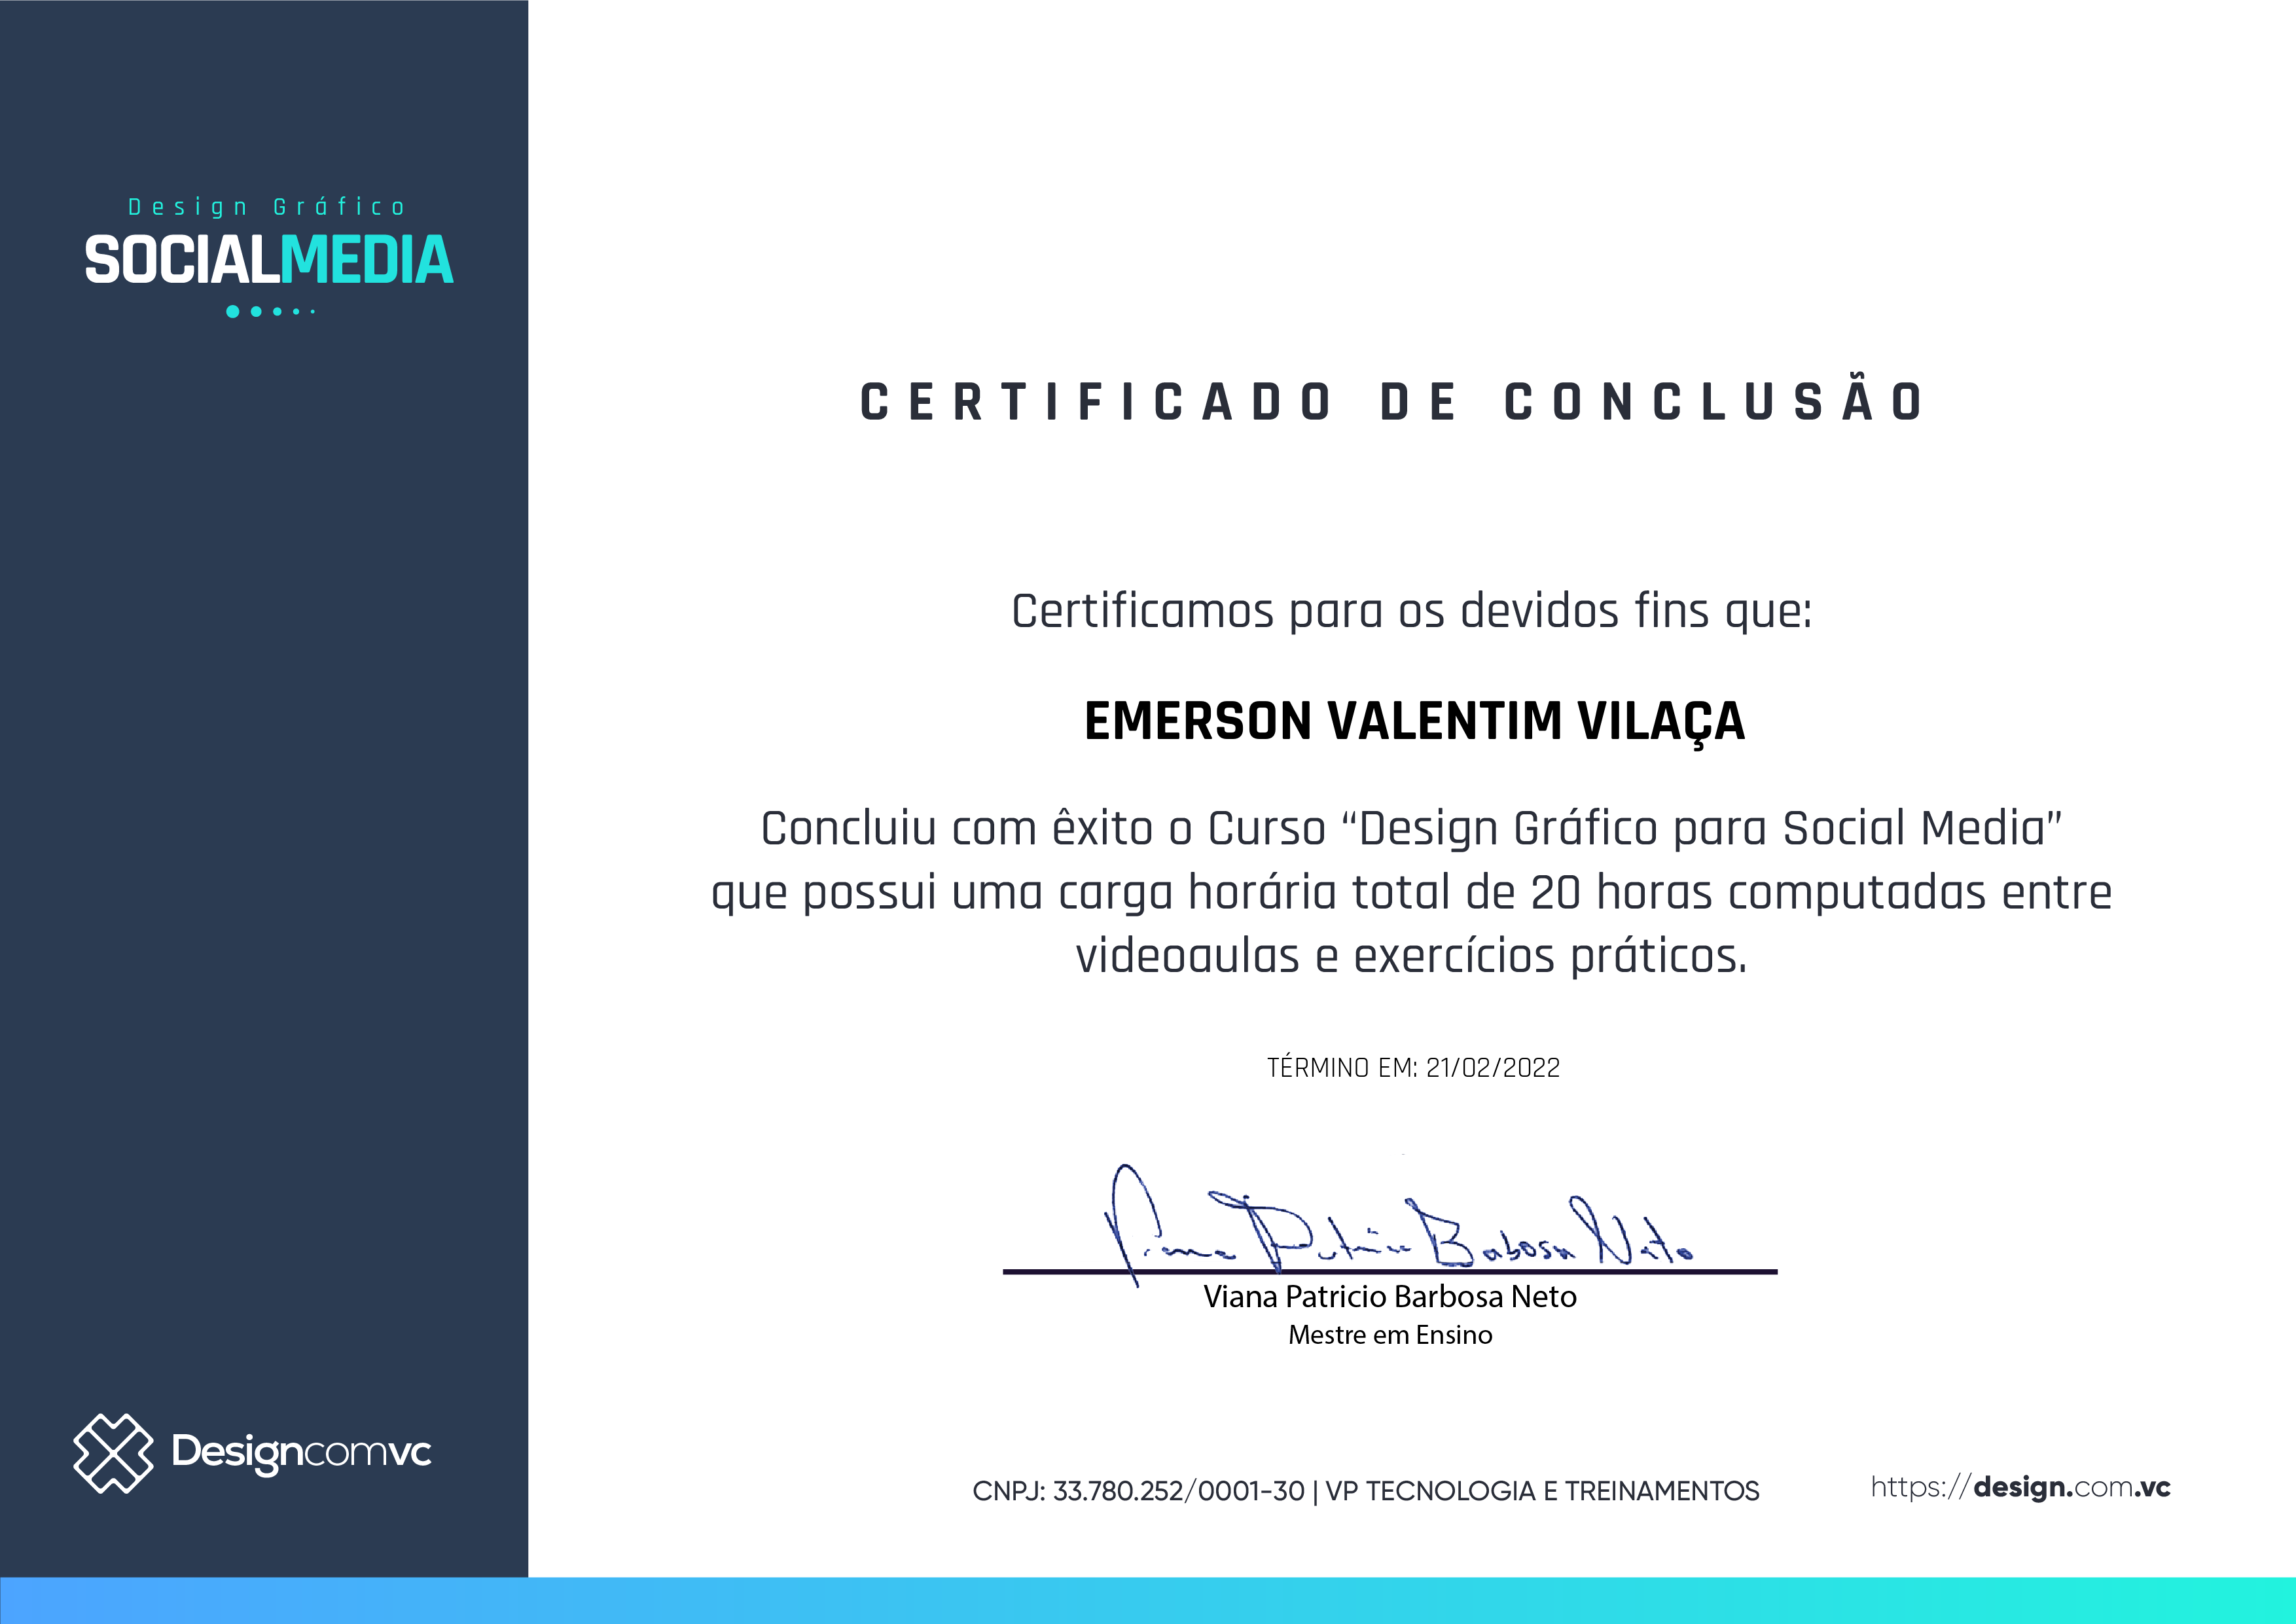 Design Gráfico
SOCIALMEDIA
CERTIFICADO DE CONCLUSÃO
Certificamos para os devidos fins que:
EMERSON VALENTIM VILAÇA
Concluiu com êxito o Curso “Design Gráfico para Social Media”
que possui uma carga horária total de 20 horas computadas entre
videoaulas e exercícios práticos.
TÉRMINO EM: 21/02/2022
Viana Patricio Barbosa Neto
Viana Patricio Barbosa Neto
Mestre em Ensino
Designcomvc
CNPJ: 33.780.252/0001-30 | VP TECNOLOGIA E TREINAMENTOS
https://design.com.vc